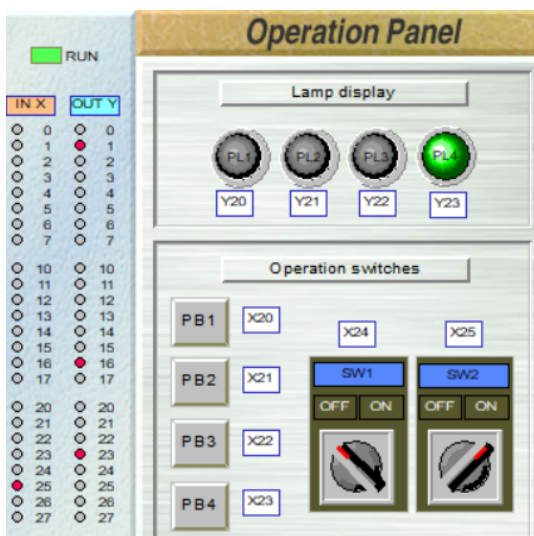 Operation Panel
RUN
IN X OUT Y
0 0
1 1
2 2
3 3
4 4
5 5
6 6
7 7
10 10
11 11
12 12
13 13
14 14
15 15
16 16
17 17
20 20
21 21
22 22
23 23
24 24
25 25
26 26
27 27
Lamp display
PL1 PL2 PL3 PL4
Y20 Y21 Y22 Y23
Operation switches
PB1 X20
PB2 X21
PB3 X22
PB4 X23
X24 X25
SW1 SW2
OFF ON OFF ON